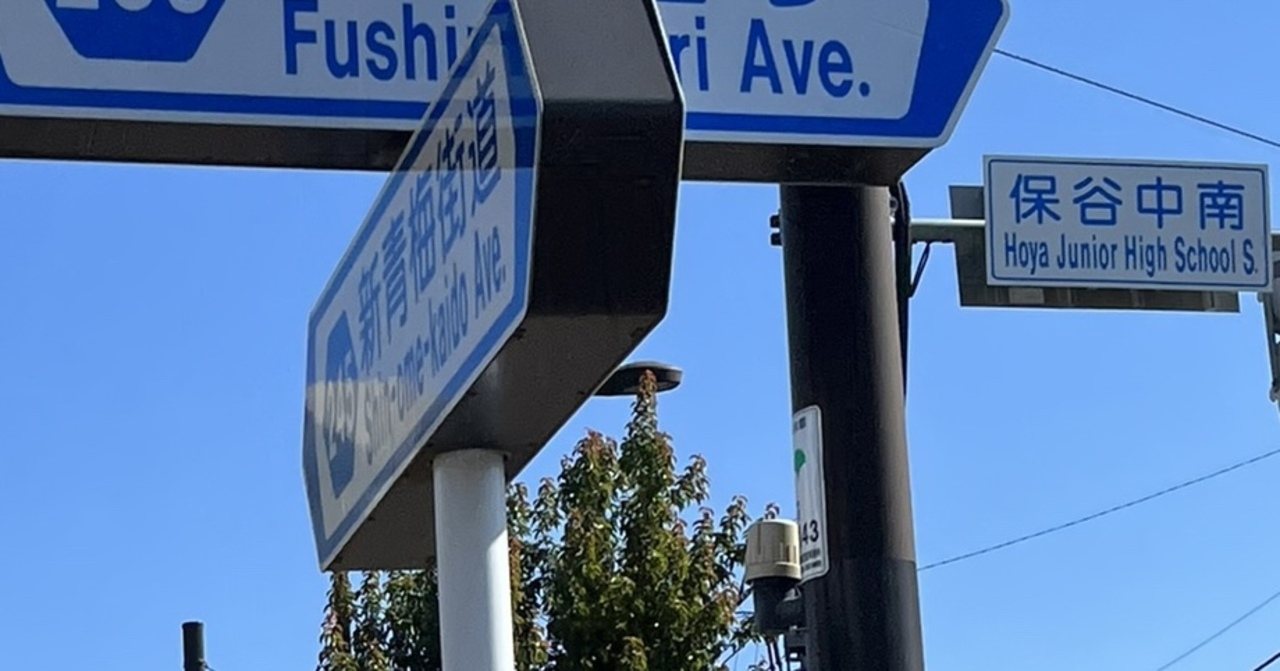 Fushi
ri Ave.
新青梅街道
245
Shin-ome-kaido Ave.
保谷中南
Hoya Junior High School S.
43